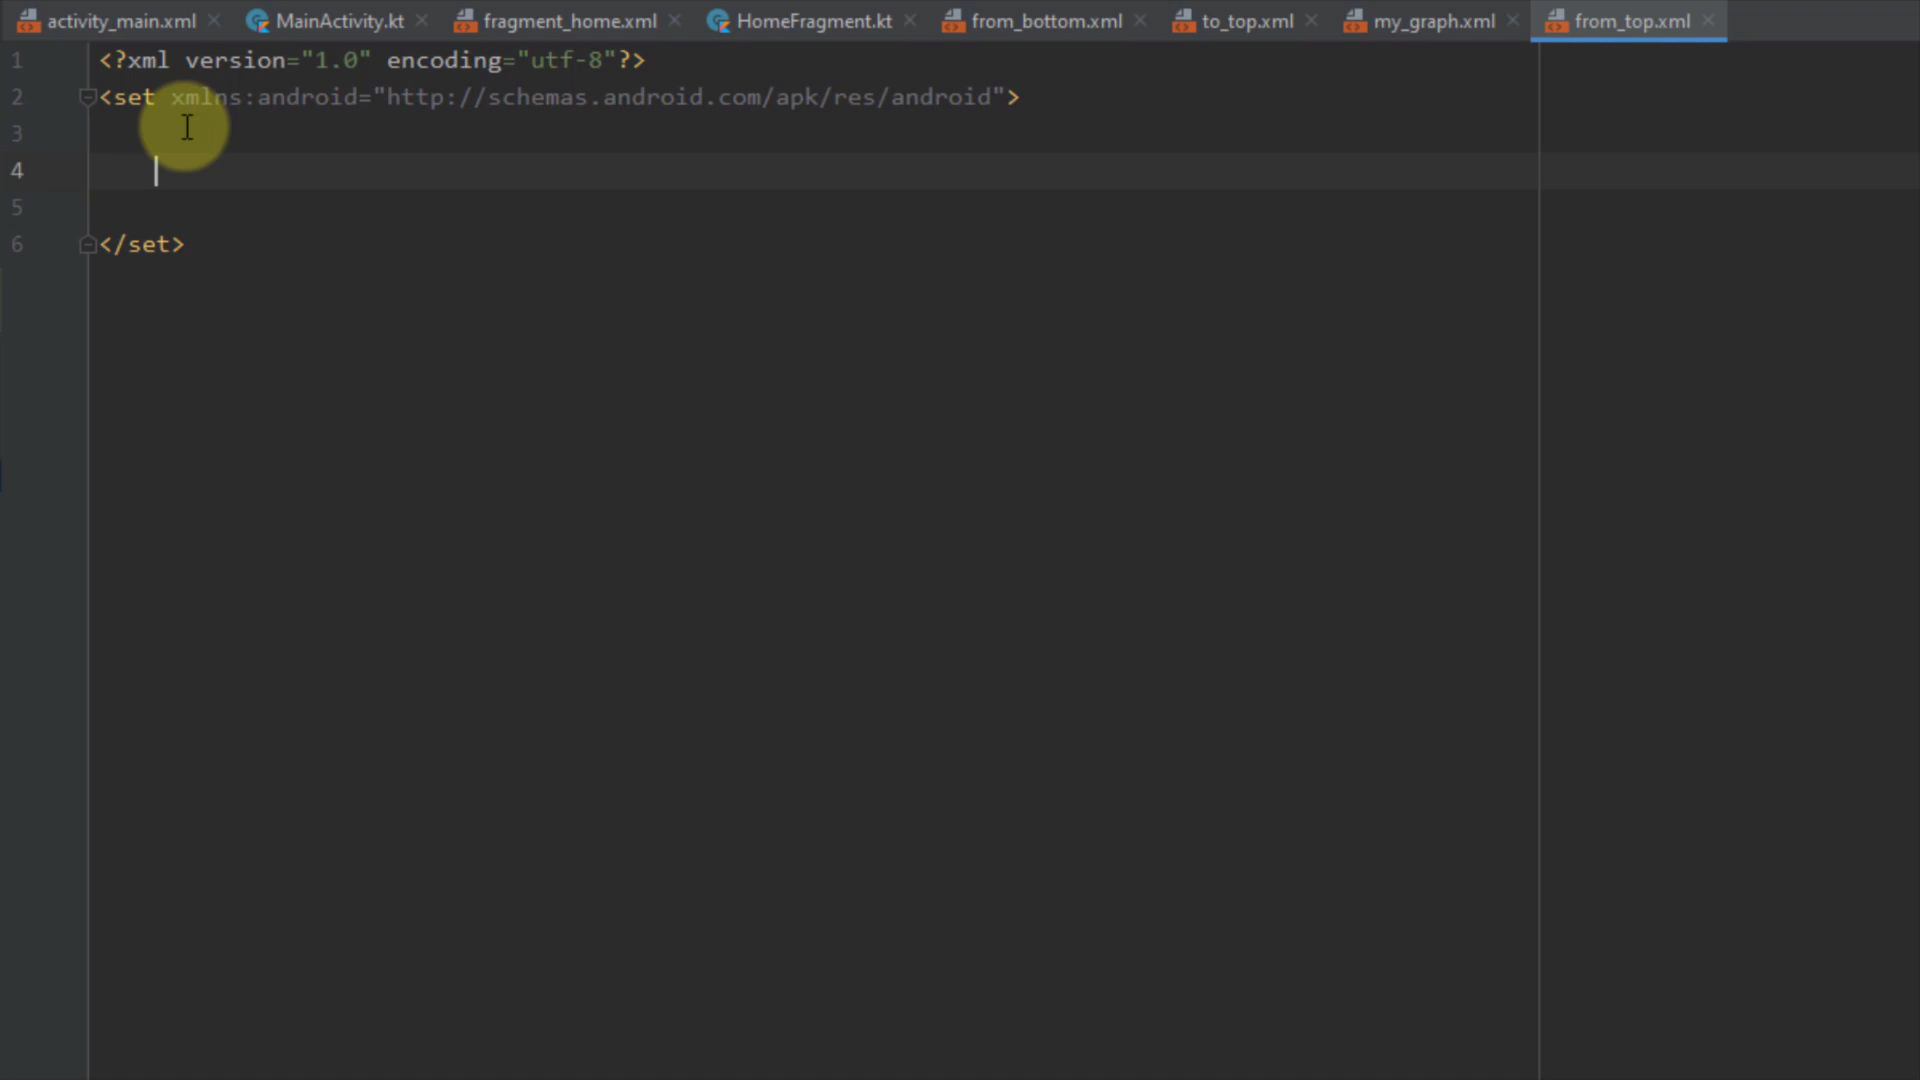 activity_main.xml MainActivity.kt fragment_home.xml HomeFragment.kt from_bottom.xml to_top.xml my_graph.xml from_top.xml
1 <?xml version="1.0" encoding="utf-8"?>
2 <set xmlns:android="http://schemas.android.com/apk/res/android">
3
4
5
6 </set>